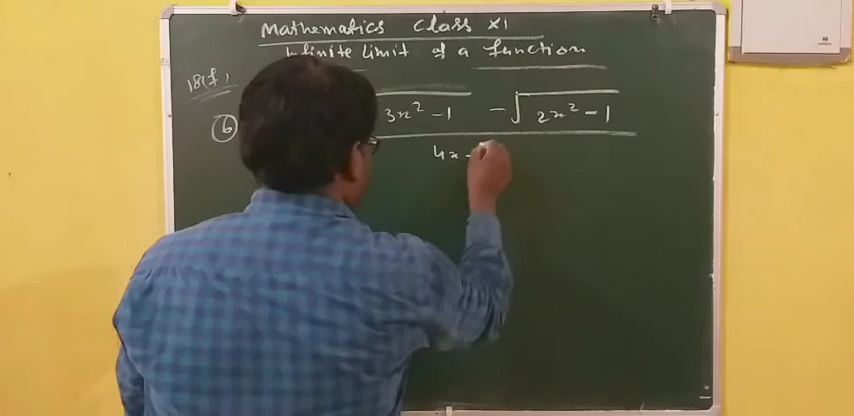 Mathematics Class XI
Infinite Limit of a function
18(f)
6
3x² - 1 - √2x² - 1
4x -